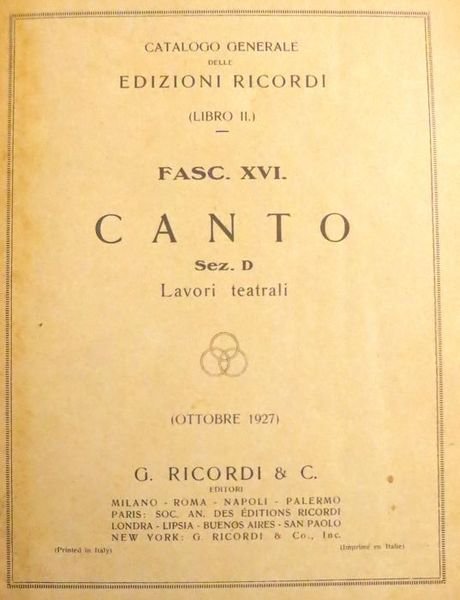 CATALOGO GENERALE
DELLE
EDIZIONI RICORDI
(LIBRO II.)
FASC. XVI.
CANTO
Sez. D
Lavori teatrali
(OTTOBRE 1927)
G. RICORDI & C.
EDITORI
MILANO - ROMA - NAPOLI - PALERMO
PARIS: SOC. AN. DES ÉDITIONS RICORDI
LONDRA - LIPSIA - BUENOS AIRES - SAN PAOLO
NEW YORK: G. RICORDI & Co., Inc.
(Printed in Italy) (Imprimé en Italie)